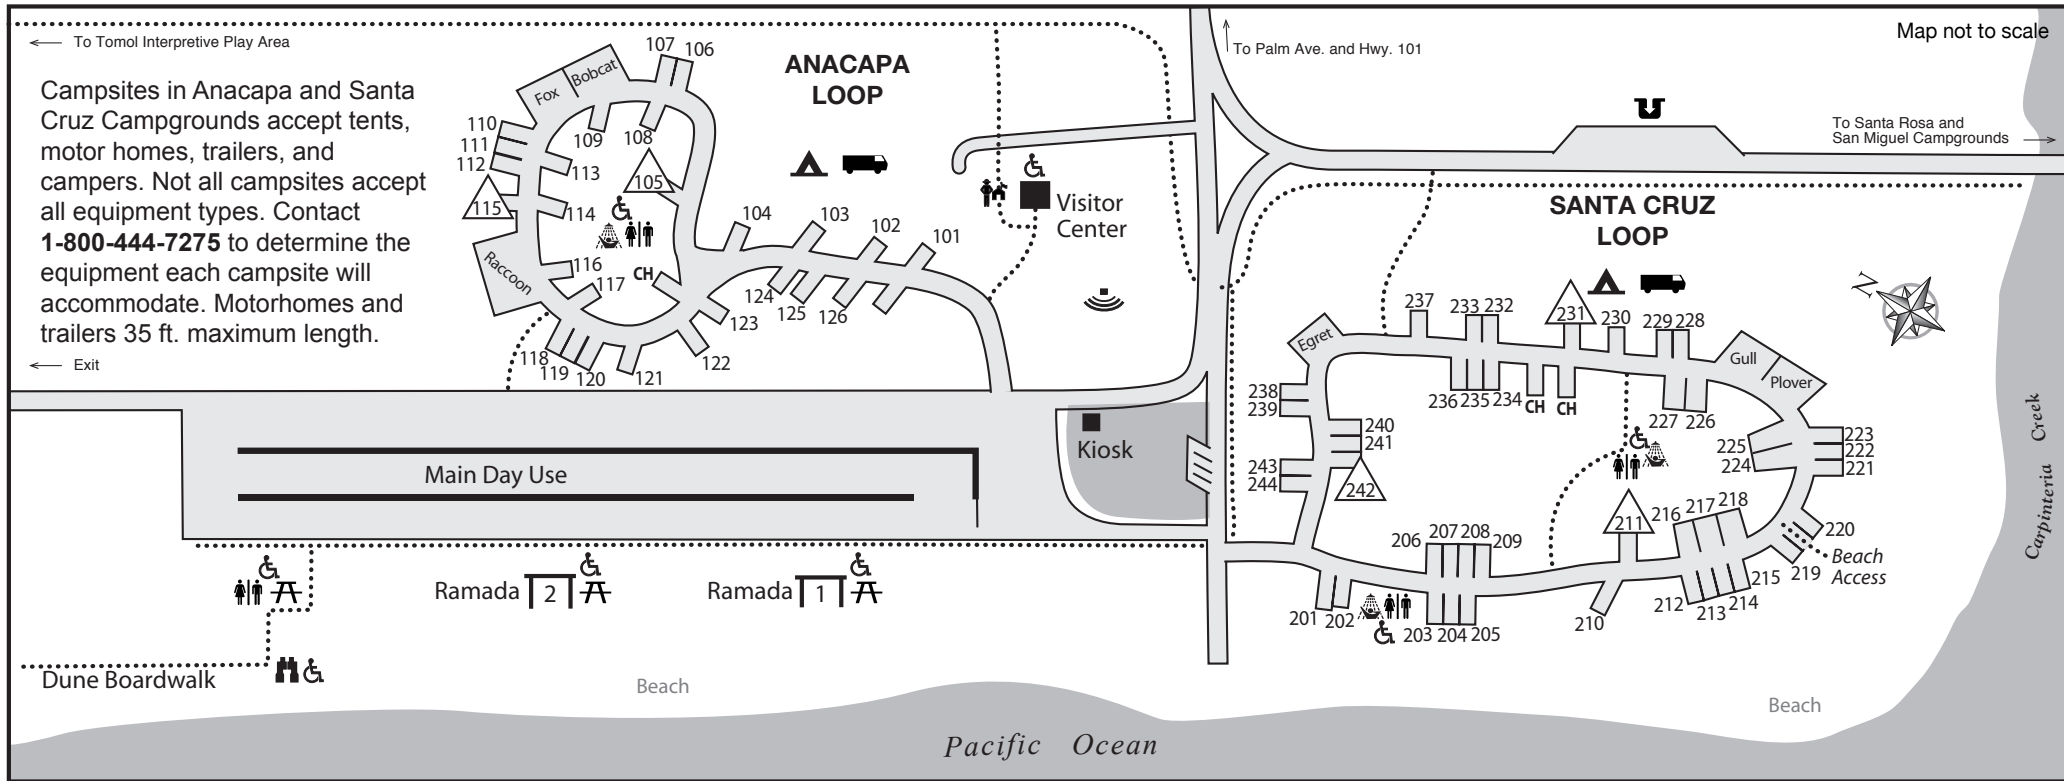 Map not to scale
To Tomol Interpretive Play Area
Campsites in Anacapa and Santa
Cruz Campgrounds accept tents,
motor homes, trailers, and
campers. Not all campsites accept
all equipment types. Contact
1-800-444-7275 to determine the
equipment each campsite will
accommodate. Motorhomes and
trailers 35 ft. maximum length.
Exit
ANACAPA
LOOP
Fox
Bobcat
107
106
110
111
112
109
108
113
105
115
114
116
117
CH
Raccoon
104
103
102
101
124
125
126
123
122
118
119
120
121
Visitor
Center
To Palm Ave. and Hwy. 101
To Santa Rosa and
San Miguel Campgrounds
SANTA CRUZ
LOOP
N
Egret
237
233
232
231
230
229
228
Gull
Plover
236
235
234
CH
CH
227
226
238
239
240
241
243
244
242
225
224
223
222
221
211
216
217
218
220
219
Beach
Access
206
207
208
209
201
202
203
204
205
210
212
213
214
215
Carpinteria Creek
Kiosk
Main Day Use
Ramada 2
Ramada 1
Dune Boardwalk
Beach
Beach
Pacific Ocean